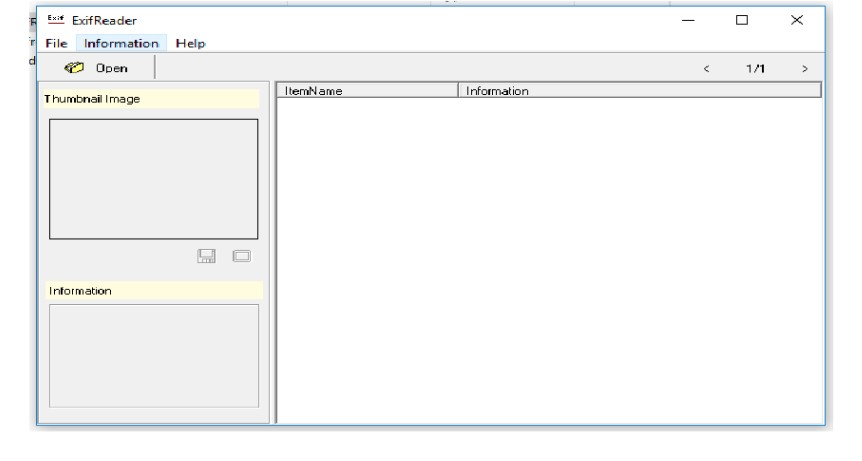 Exif ExifReader
File Information Help
Open
< 1/1 >
Thumbnail Image
ItemName Information
Information